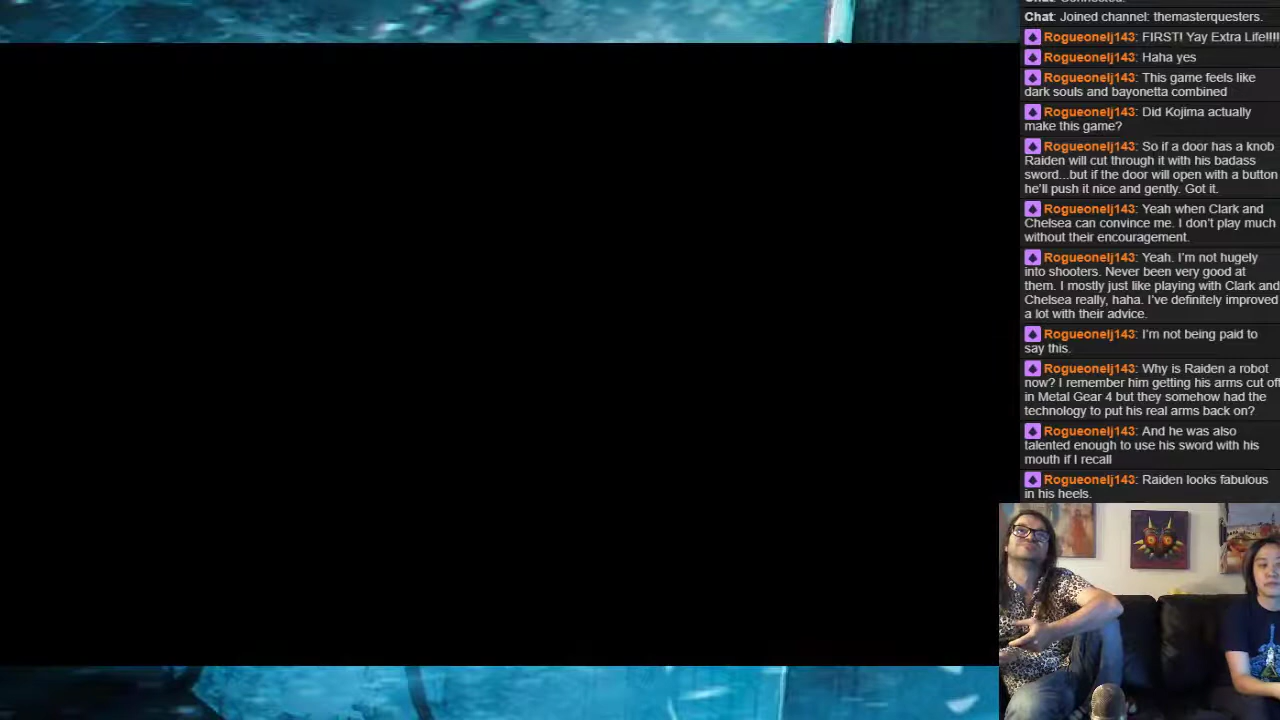 Chat: Connected.
Chat: Joined channel: themasterquesters.
Rogueonelj143: FIRST! Yay Extra Life!!!!
Rogueonelj143: Haha yes
Rogueonelj143: This game feels like
dark souls and bayonetta combined
Rogueonelj143: Did Kojima actually
make this game?
Rogueonelj143: So if a door has a knob
Raiden will cut through it with his badass
sword...but if the door will open with a button
he'll push it nice and gently. Got it.
Rogueonelj143: Yeah when Clark and
Chelsea can convince me. I don't play much
without their encouragement.
Rogueonelj143: Yeah. I'm not hugely
into shooters. Never been very good at
them. I mostly just like playing with Clark and
Chelsea really, haha. I've definitely improved
a lot with their advice.
Rogueonelj143: I'm not being paid to
say this.
Rogueonelj143: Why is Raiden a robot
now? I remember him getting his arms cut off
in Metal Gear 4 but they somehow had the
technology to put his real arms back on?
Rogueonelj143: And he was also
talented enough to use his sword with his
mouth if I recall
Rogueonelj143: Raiden looks fabulous
in his heels.